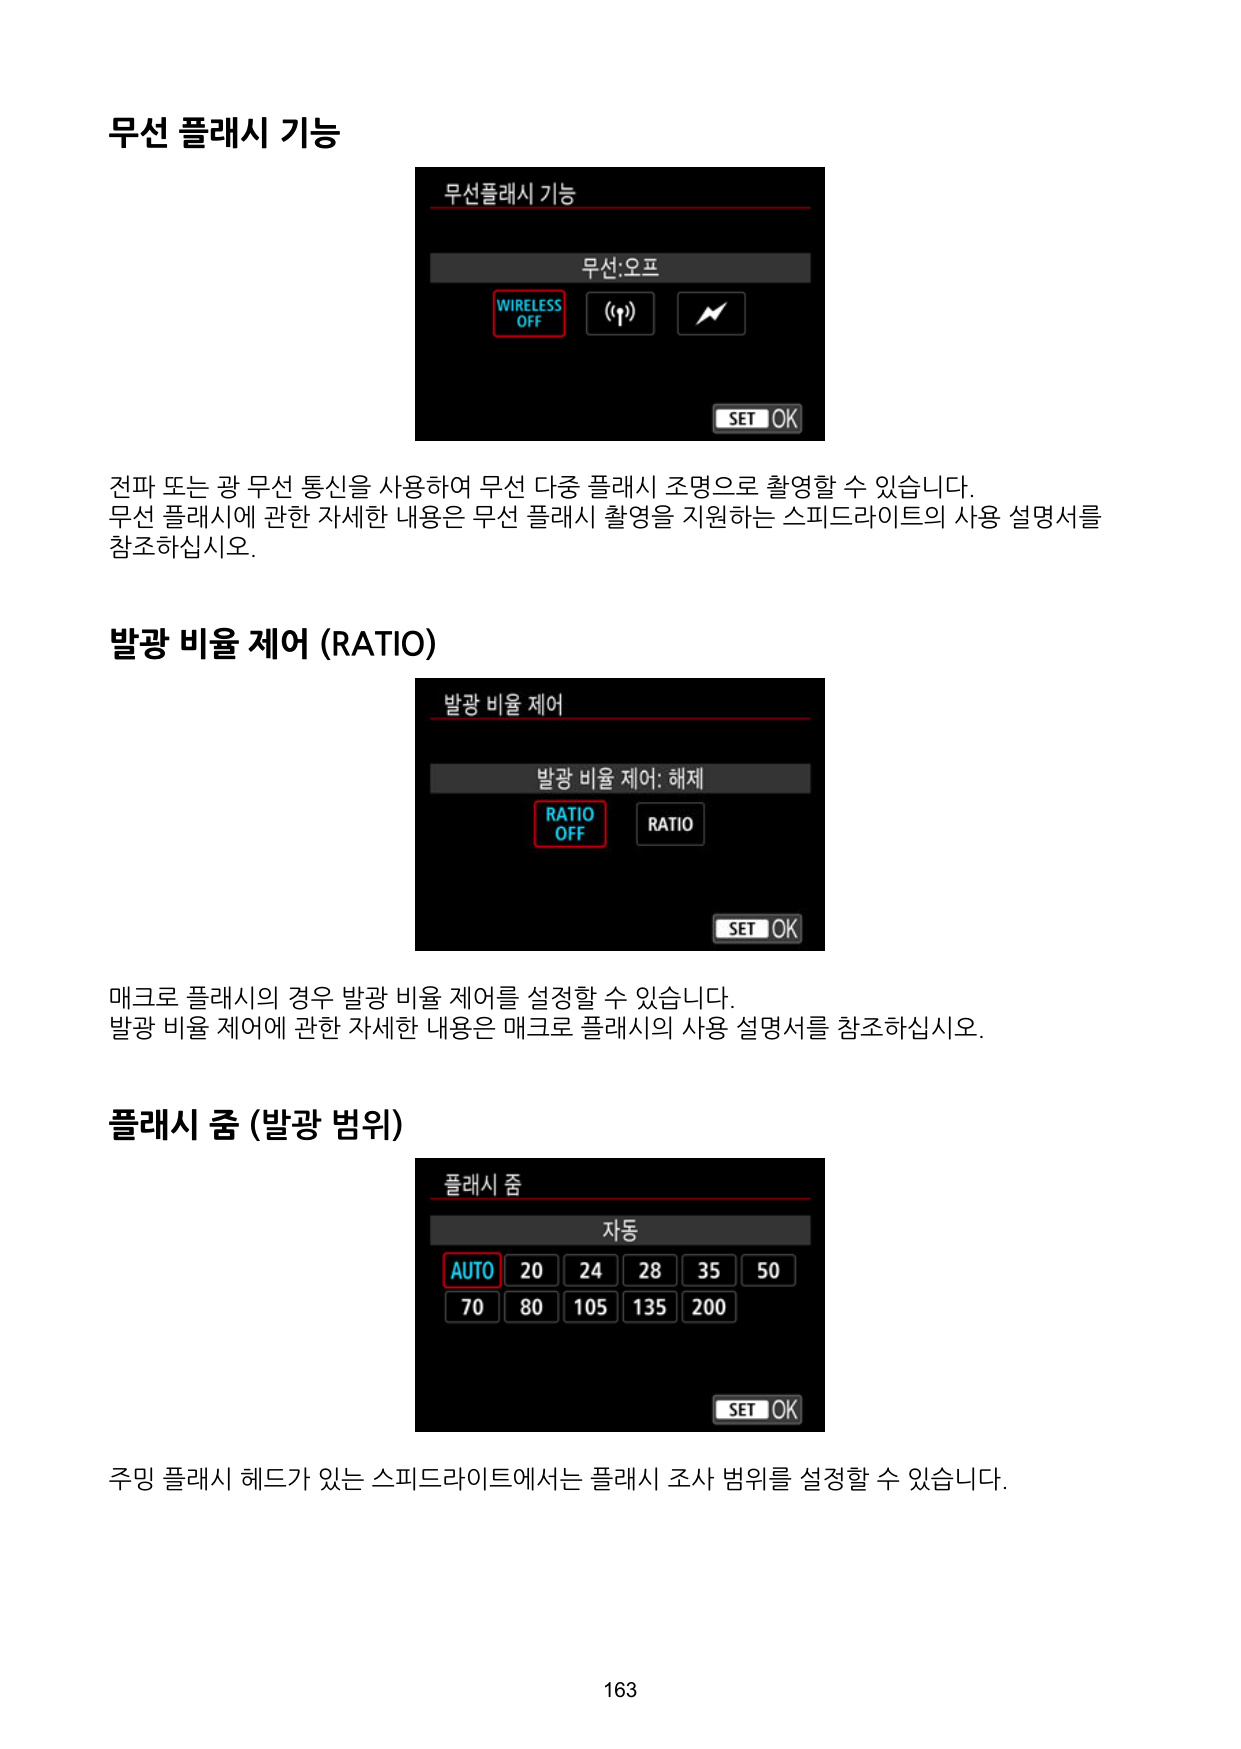 무선 플래시 기능
무선플래시 기능
무선:오프
WIRELESS
OFF
SET OK
전파 또는 광 무선 통신을 사용하여 무선 다중 플래시 조명으로 촬영할 수 있습니다.
무선 플래시에 관한 자세한 내용은 무선 플래시 촬영을 지원하는 스피드라이트의 사용 설명서를
참조하십시오.
발광 비율 제어 (RATIO)
발광 비율 제어
발광 비율 제어: 해제
RATIO
OFF
RATIO
SET OK
매크로 플래시의 경우 발광 비율 제어를 설정할 수 있습니다.
발광 비율 제어에 관한 자세한 내용은 매크로 플래시의 사용 설명서를 참조하십시오.
플래시 줌 (발광 범위)
플래시 줌
자동
AUTO 20 24 28 35 50
70 80 105 135 200
SET OK
주밍 플래시 헤드가 있는 스피드라이트에서는 플래시 조사 범위를 설정할 수 있습니다.
163